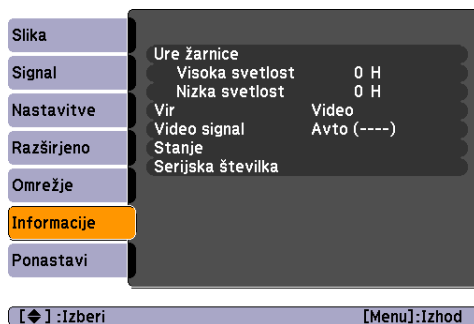 Slika
Signal
Nastavitve
Razširjeno
Omrežje
Informacije
Ponastavi
Ure žarnice
Visoka svetlost 0 H
Nizka svetlost 0 H
Vir Video
Video signal Avto (----)
Stanje
Serijska številka
[◆] :Izberi [Menu]:Izhod